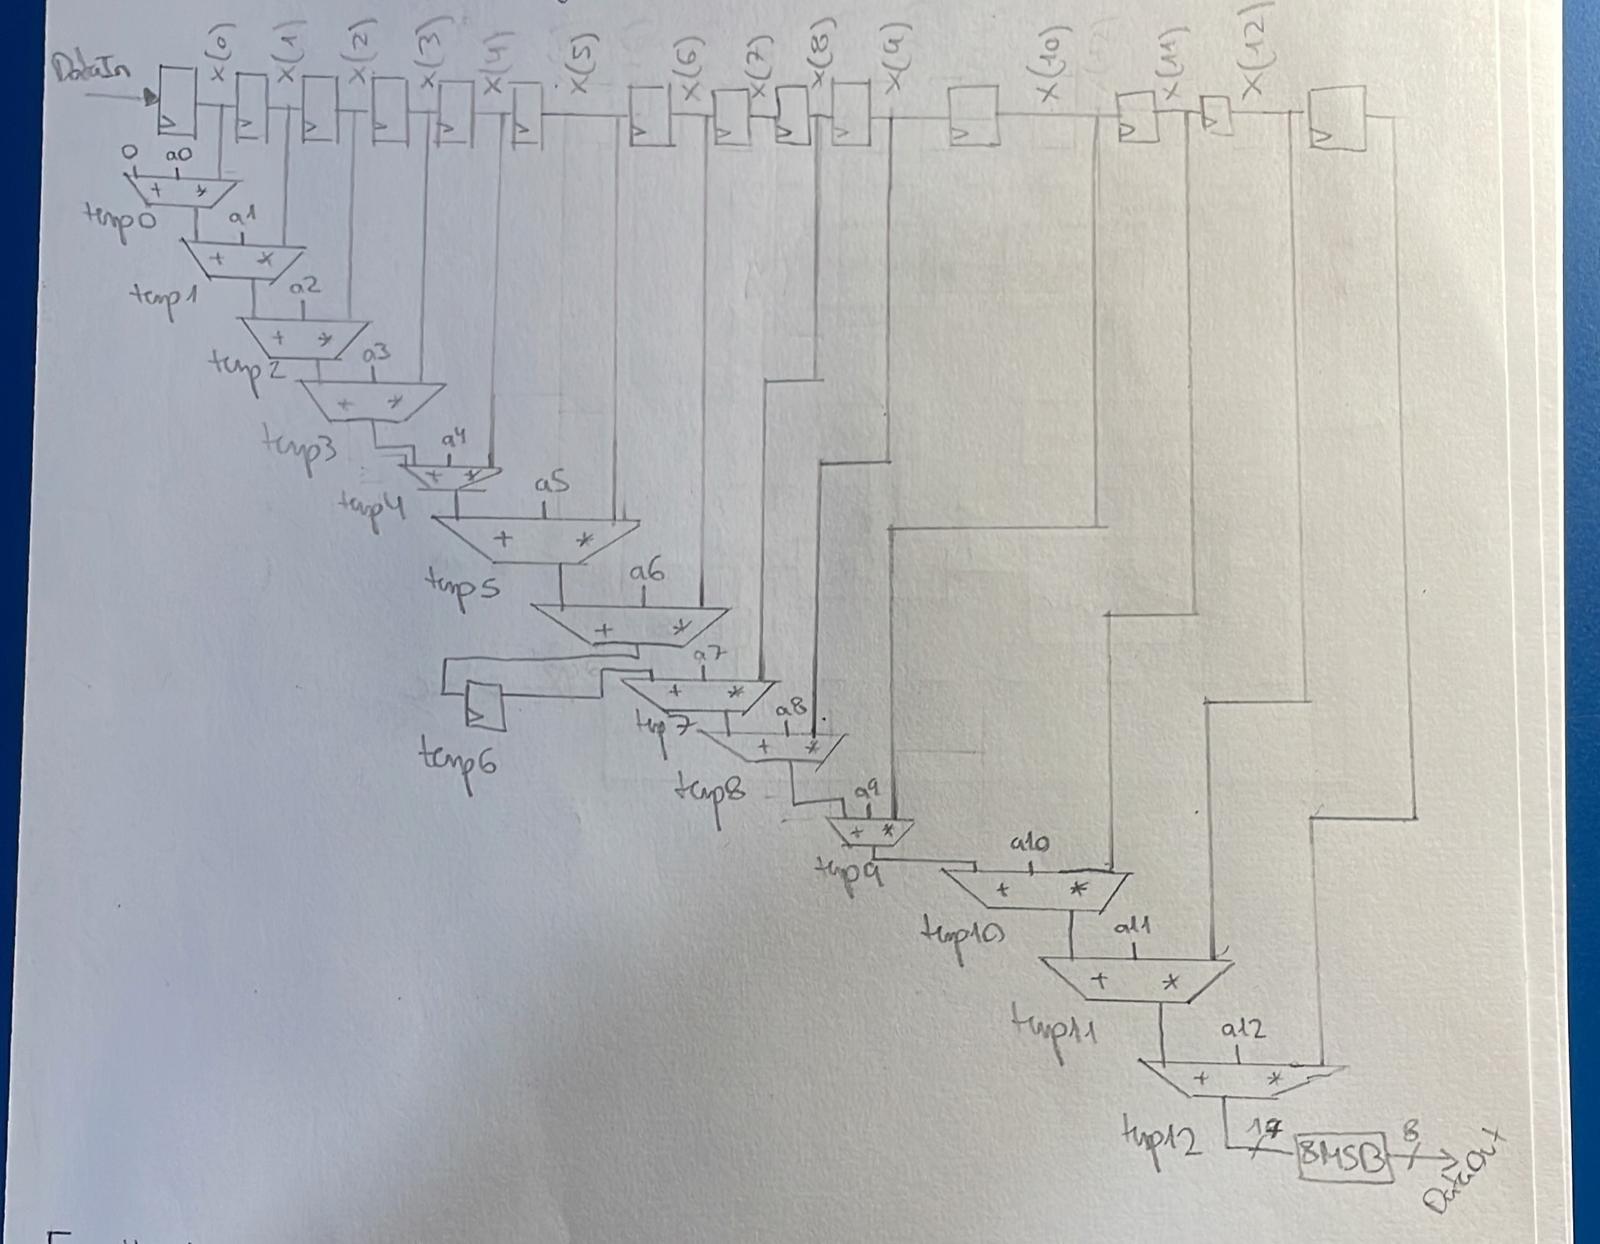 DataIn
x(0) x(1) x(2) x(3) x(4) x(5) x(6) x(7) x(8) x(9) x(10) x(11) x(12)
0 a0
+ *
temp0
a1
+ *
temp1
a2
+ *
temp2
a3
+ *
temp3
a4
+ *
temp4
a5
+ *
temp5
a6
+ *
temp6
a7
+ *
tmp7
a8
+ *
temp8
a9
+ *
temp9
a10
+ *
temp10
a11
+ *
temp11
a12
+ *
temp12
8MSB
8
DataOut